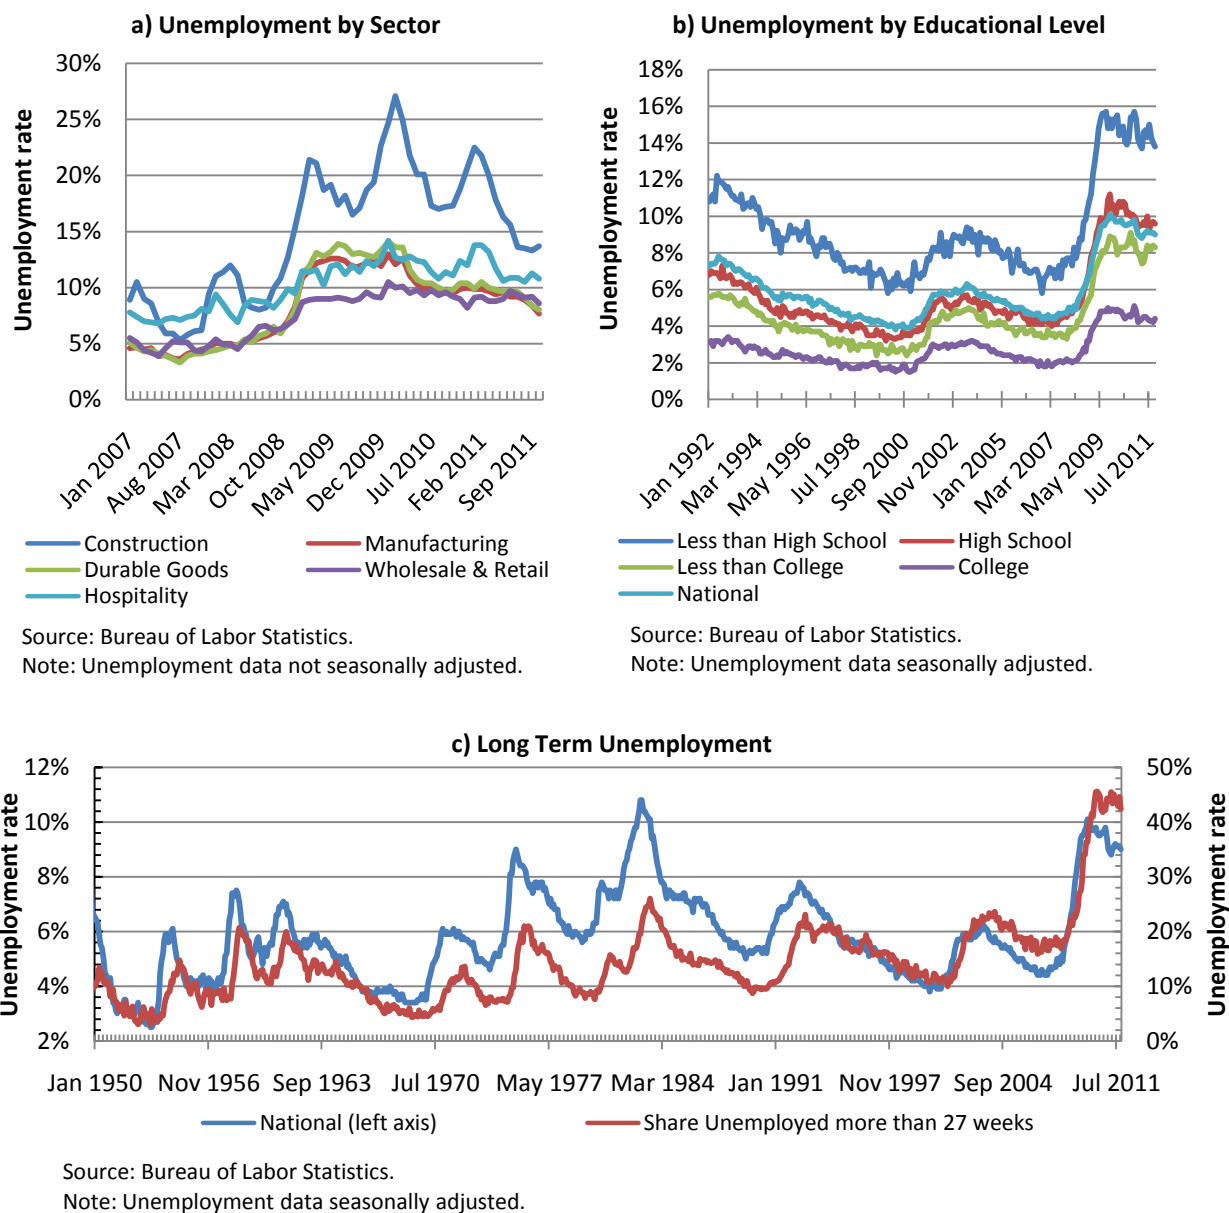 a) Unemployment by Sector
Unemployment rate
30%
25%
20%
15%
10%
5%
0%
Jan 2007
Aug 2007
Mar 2008
Oct 2008
May 2009
Dec 2009
Jul 2010
Feb 2011
Sep 2011
Construction
Manufacturing
Durable Goods
Wholesale & Retail
Hospitality
Source: Bureau of Labor Statistics.
Note: Unemployment data not seasonally adjusted.
b) Unemployment by Educational Level
Unemployment rate
18%
16%
14%
12%
10%
8%
6%
4%
2%
0%
Jan 1992
Mar 1994
May 1996
Jul 1998
Sep 2000
Nov 2002
Jan 2005
Mar 2007
May 2009
Jul 2011
Less than High School
High School
Less than College
College
National
Source: Bureau of Labor Statistics.
Note: Unemployment data seasonally adjusted.
c) Long Term Unemployment
Unemployment rate
12%
10%
8%
6%
4%
2%
50%
40%
30%
20%
10%
0%
Unemployment rate
Jan 1950
Nov 1956
Sep 1963
Jul 1970
May 1977
Mar 1984
Jan 1991
Nov 1997
Sep 2004
Jul 2011
National (left axis)
Share Unemployed more than 27 weeks
Source: Bureau of Labor Statistics.
Note: Unemployment data seasonally adjusted.